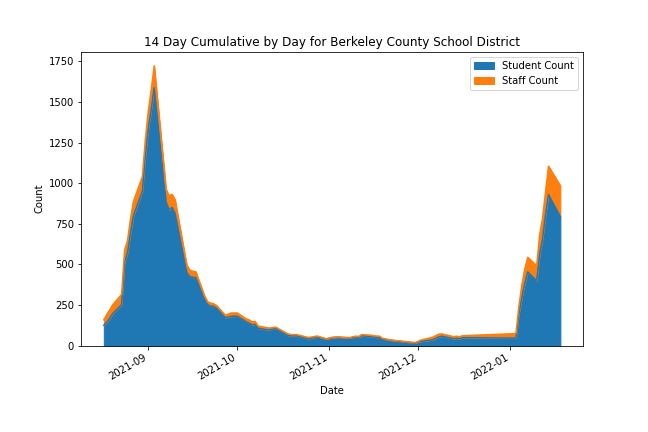 14 Day Cumulative by Day for Berkeley County School District
Student Count
Staff Count
1750
1500
1250
1000
750
500
250
0
Count
2021-09
2021-10
2021-11
2021-12
2022-01
Date